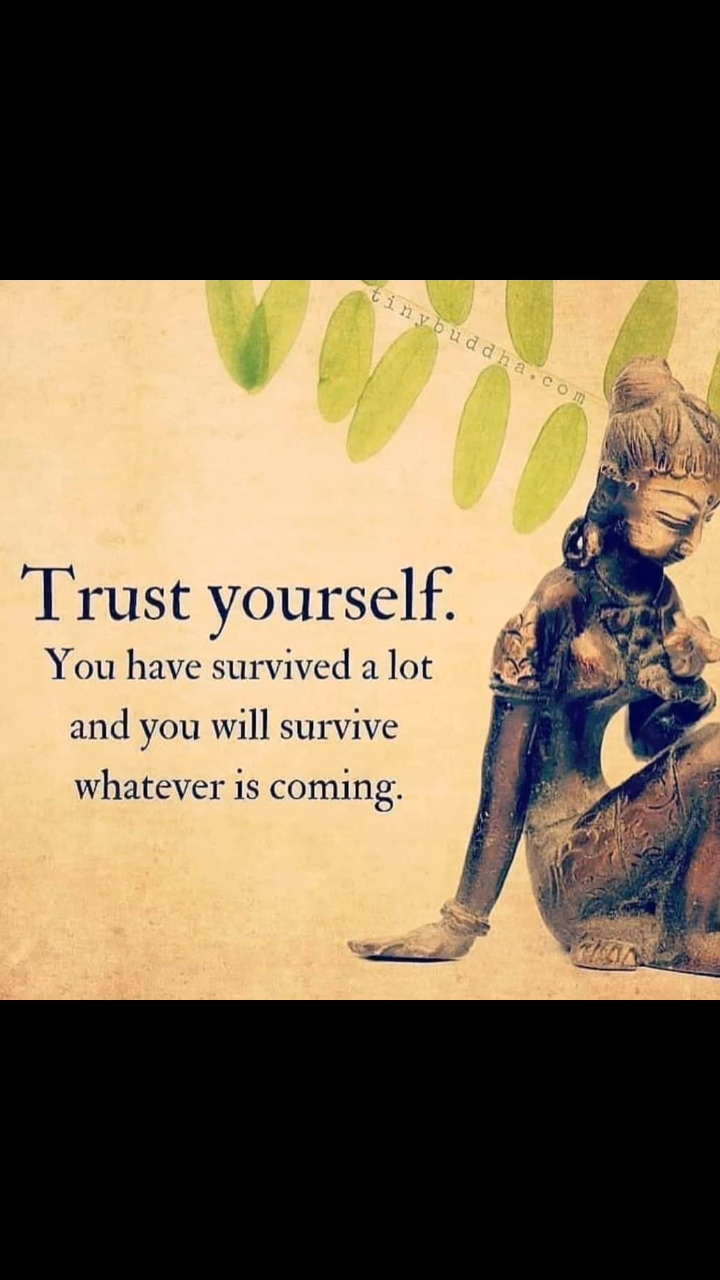 tinybuddha.com
Trust yourself.
You have survived a lot
and you will survive
whatever is coming.